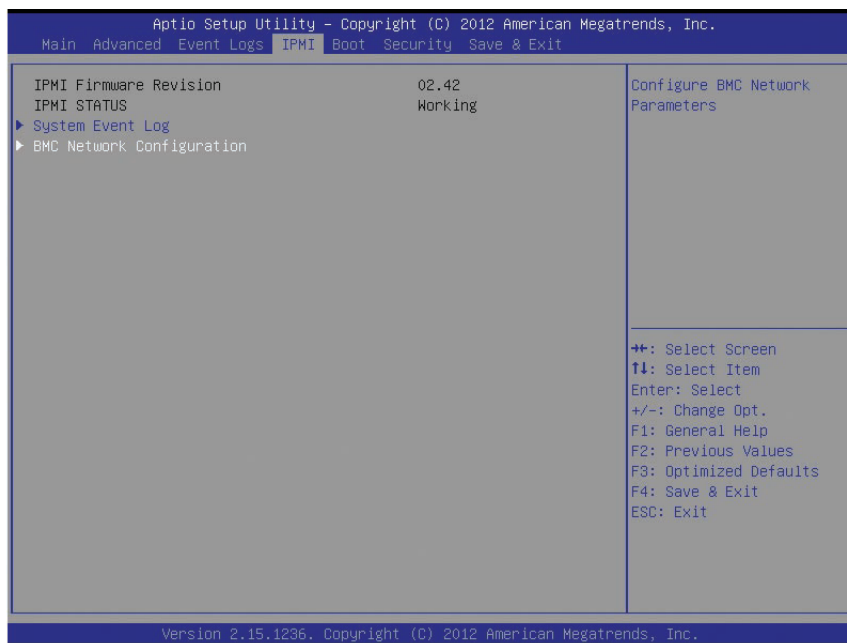 Aptio Setup Utility – Copyright (C) 2012 American Megatrends, Inc.
Main Advanced Event Logs IPMI Boot Security Save & Exit
IPMI Firmware Revision 02.42
IPMI STATUS Working
▶ System Event Log
▶ BMC Network Configuration
Configure BMC Network
Parameters
→←: Select Screen
↑↓: Select Item
Enter: Select
+/-: Change Opt.
F1: General Help
F2: Previous Values
F3: Optimized Defaults
F4: Save & Exit
ESC: Exit
Version 2.15.1236. Copyright (C) 2012 American Megatrends, Inc.